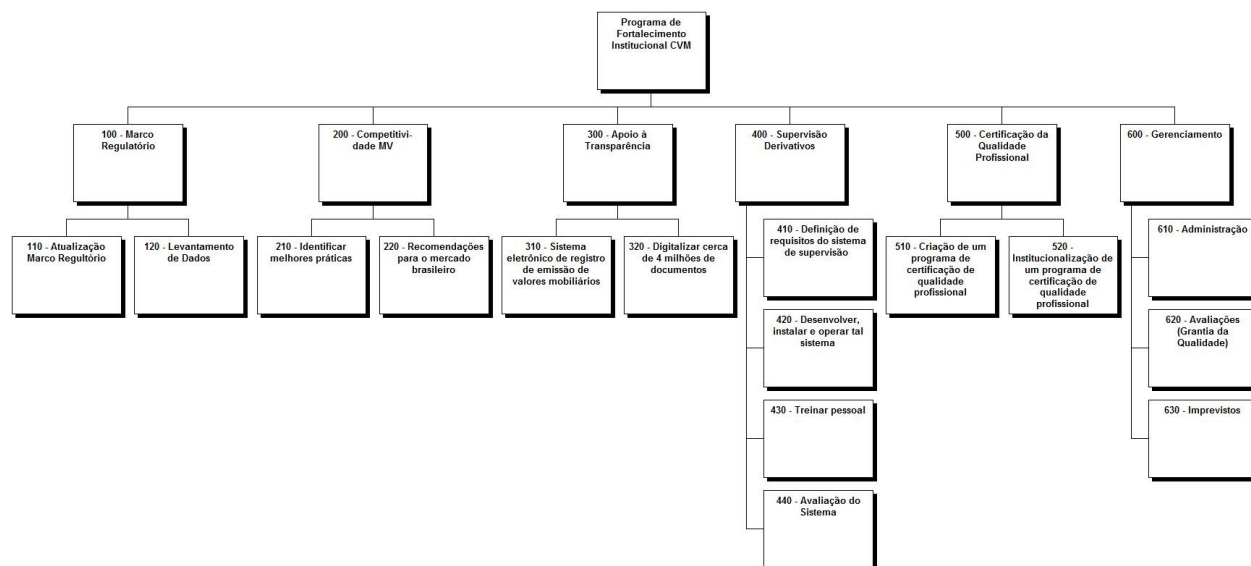 Programa de
Fortalecimento
Institucional CVM
100 - Marco
Regulatório
200 - Competitivi-
dade MV
300 - Apoio à
Transparência
400 - Supervisão
Derivativos
500 - Certificação da
Qualidade
Profissional
600 - Gerenciamento
110 - Atualização
Marco Regultório
120 - Levantamento
de Dados
210 - Identificar
melhores práticas
220 - Recomendações
para o mercado
brasileiro
310 - Sistema
eletrônico de registro
de emissão de
valores mobiliários
320 - Digitalizar cerca
de 4 milhões de
documentos
410 - Definição de
requisitos do sistema
de supervisão
420 - Desenvolver,
instalar e operar tal
sistema
430 - Treinar pessoal
440 - Avaliação do
Sistema
510 - Criação de um
programa de
certificação de
qualidade
profissional
520 -
Institucionalização de
um programa de
certificação de
qualidade
profissional
610 - Administração
620 - Avaliações
(Grantia da
Qualidade)
630 - Imprevistos